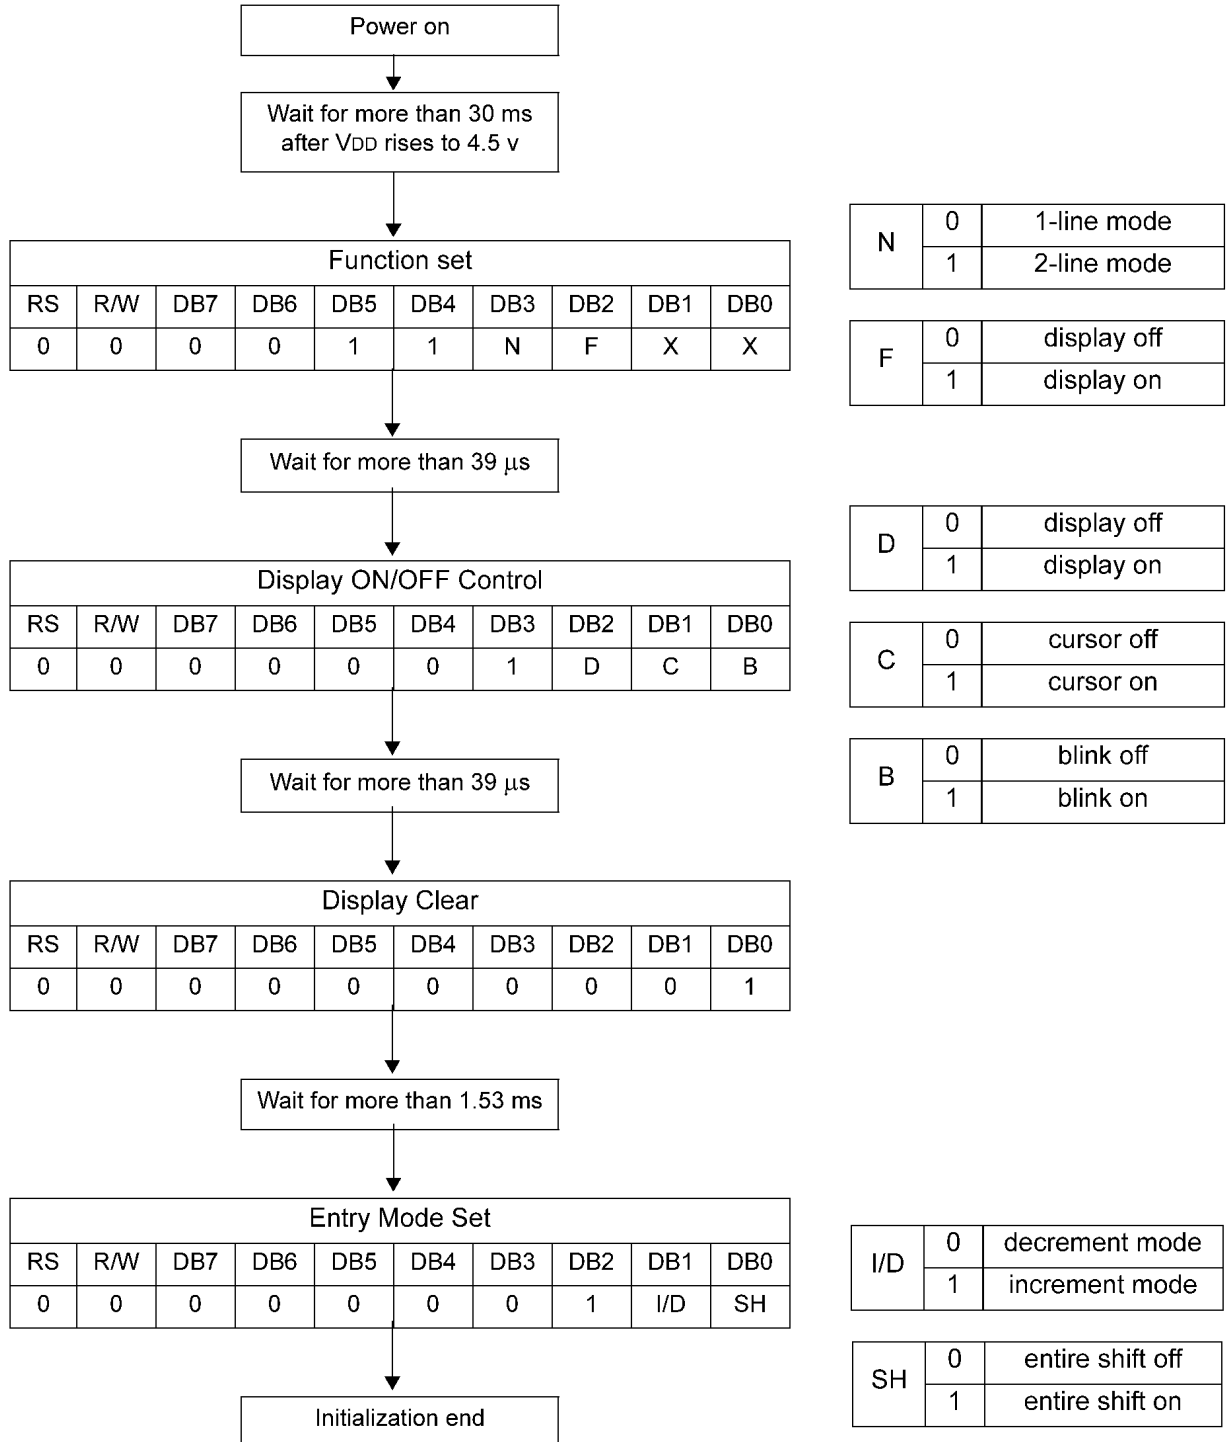 Power on
Wait for more than 30 ms
after VDD rises to 4.5 v
Function set
RS R/W DB7 DB6 DB5 DB4 DB3 DB2 DB1 DB0
0 0 0 0 1 1 N F X X
N 0 1-line mode
1 2-line mode
F 0 display off
1 display on
Wait for more than 39 μs
Display ON/OFF Control
RS R/W DB7 DB6 DB5 DB4 DB3 DB2 DB1 DB0
0 0 0 0 0 0 1 D C B
D 0 display off
1 display on
C 0 cursor off
1 cursor on
B 0 blink off
1 blink on
Wait for more than 39 μs
Display Clear
RS R/W DB7 DB6 DB5 DB4 DB3 DB2 DB1 DB0
0 0 0 0 0 0 0 0 0 1
Wait for more than 1.53 ms
Entry Mode Set
RS R/W DB7 DB6 DB5 DB4 DB3 DB2 DB1 DB0
0 0 0 0 0 0 0 1 I/D SH
I/D 0 decrement mode
1 increment mode
SH 0 entire shift off
1 entire shift on
Initialization end